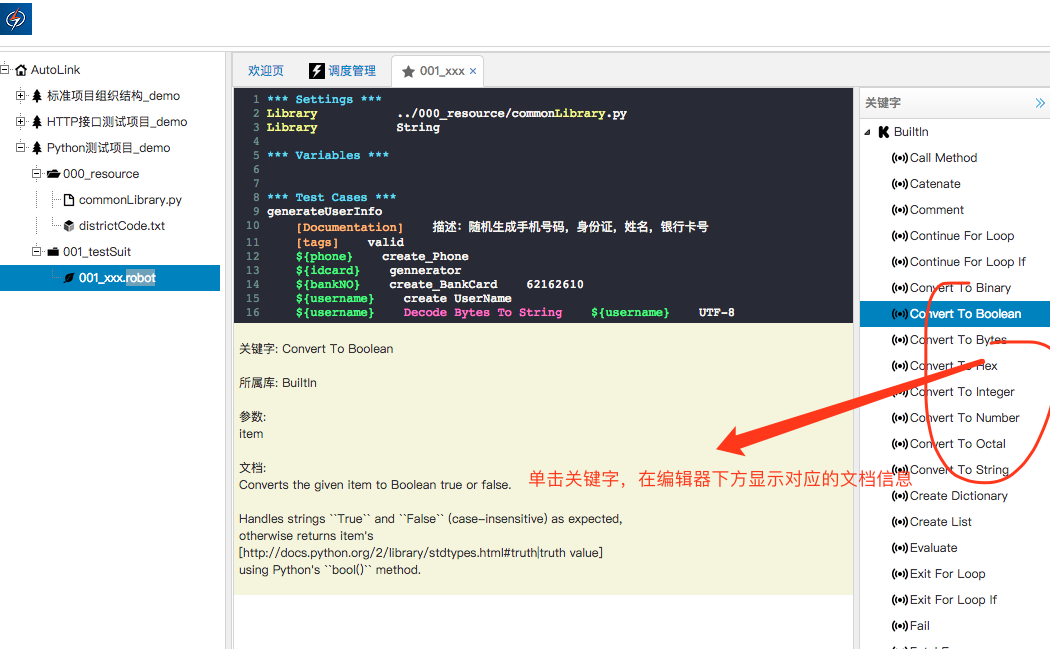 AutoLink
标准项目组织结构_demo
HTTP接口测试项目_demo
Python测试项目_demo
000_resource
commonLibrary.py
districtCode.txt
001_testSuit
001_xxx.robot
欢迎页 调度管理 001_xxx ×
1 *** Settings ***
2 Library ../000_resource/commonLibrary.py
3 Library String
4
5 *** Variables ***
6
7
8 *** Test Cases ***
9 generateUserInfo
10 [Documentation] 描述: 随机生成手机号码, 身份证, 姓名, 银行卡号
11 [tags] valid
12 ${phone} create_Phone
13 ${idcard} gennerator
14 ${bankNO} create_BankCard 62162610
15 ${username} create UserName
16 ${username} Decode Bytes To String ${username} UTF-8
关键字: Convert To Boolean
所属库: BuiltIn
参数:
item
文档:
Converts the given item to Boolean true or false.
Handles strings ``True`` and ``False`` (case-insensitive) as expected,
otherwise returns item's
[http://docs.python.org/2/library/stdtypes.html#truth|truth value]
using Python's ``bool()`` method.
单击关键字，在编辑器下方显示对应的文档信息
关键字
BuiltIn
Call Method
Catenate
Comment
Continue For Loop
Continue For Loop If
Convert To Binary
Convert To Boolean
Convert To Bytes
Convert To Hex
Convert To Integer
Convert To Number
Convert To Octal
Convert To String
Create Dictionary
Create List
Evaluate
Exit For Loop
Exit For Loop If
Fail